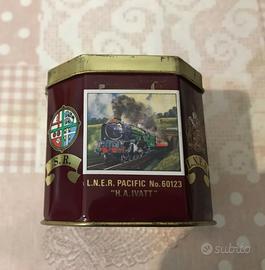 S.R.
L.N.E.R. PACIFIC No.60123
"H.A.IVATT"
subito